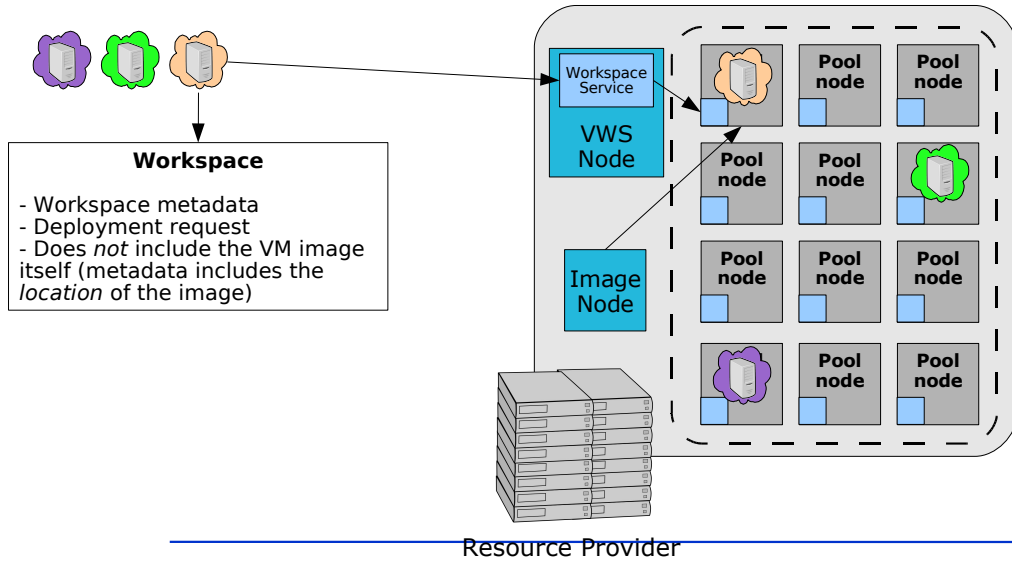 Workspace
- Workspace metadata
- Deployment request
- Does not include the VM image
itself (metadata includes the
location of the image)
Workspace
Service
VWS
Node
Image
Node
Pool
node
Pool
node
Pool
node
Pool
node
Pool
node
Pool
node
Pool
node
Pool
node
Pool
node
Resource Provider